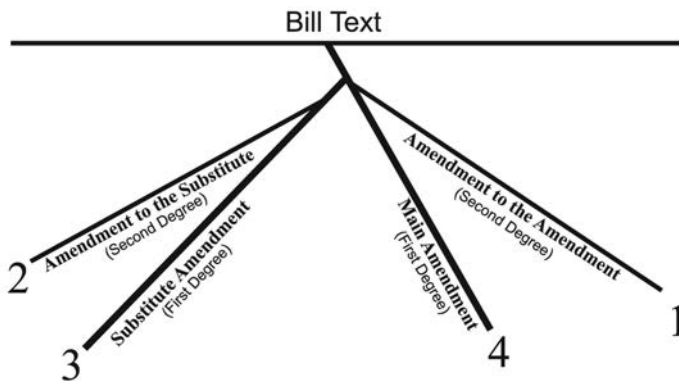 Bill Text
Amendment to the Substitute
(Second Degree)
2
Substitute Amendment
(First Degree)
3
Main Amendment
(First Degree)
4
Amendment to the Amendment
(Second Degree)
1